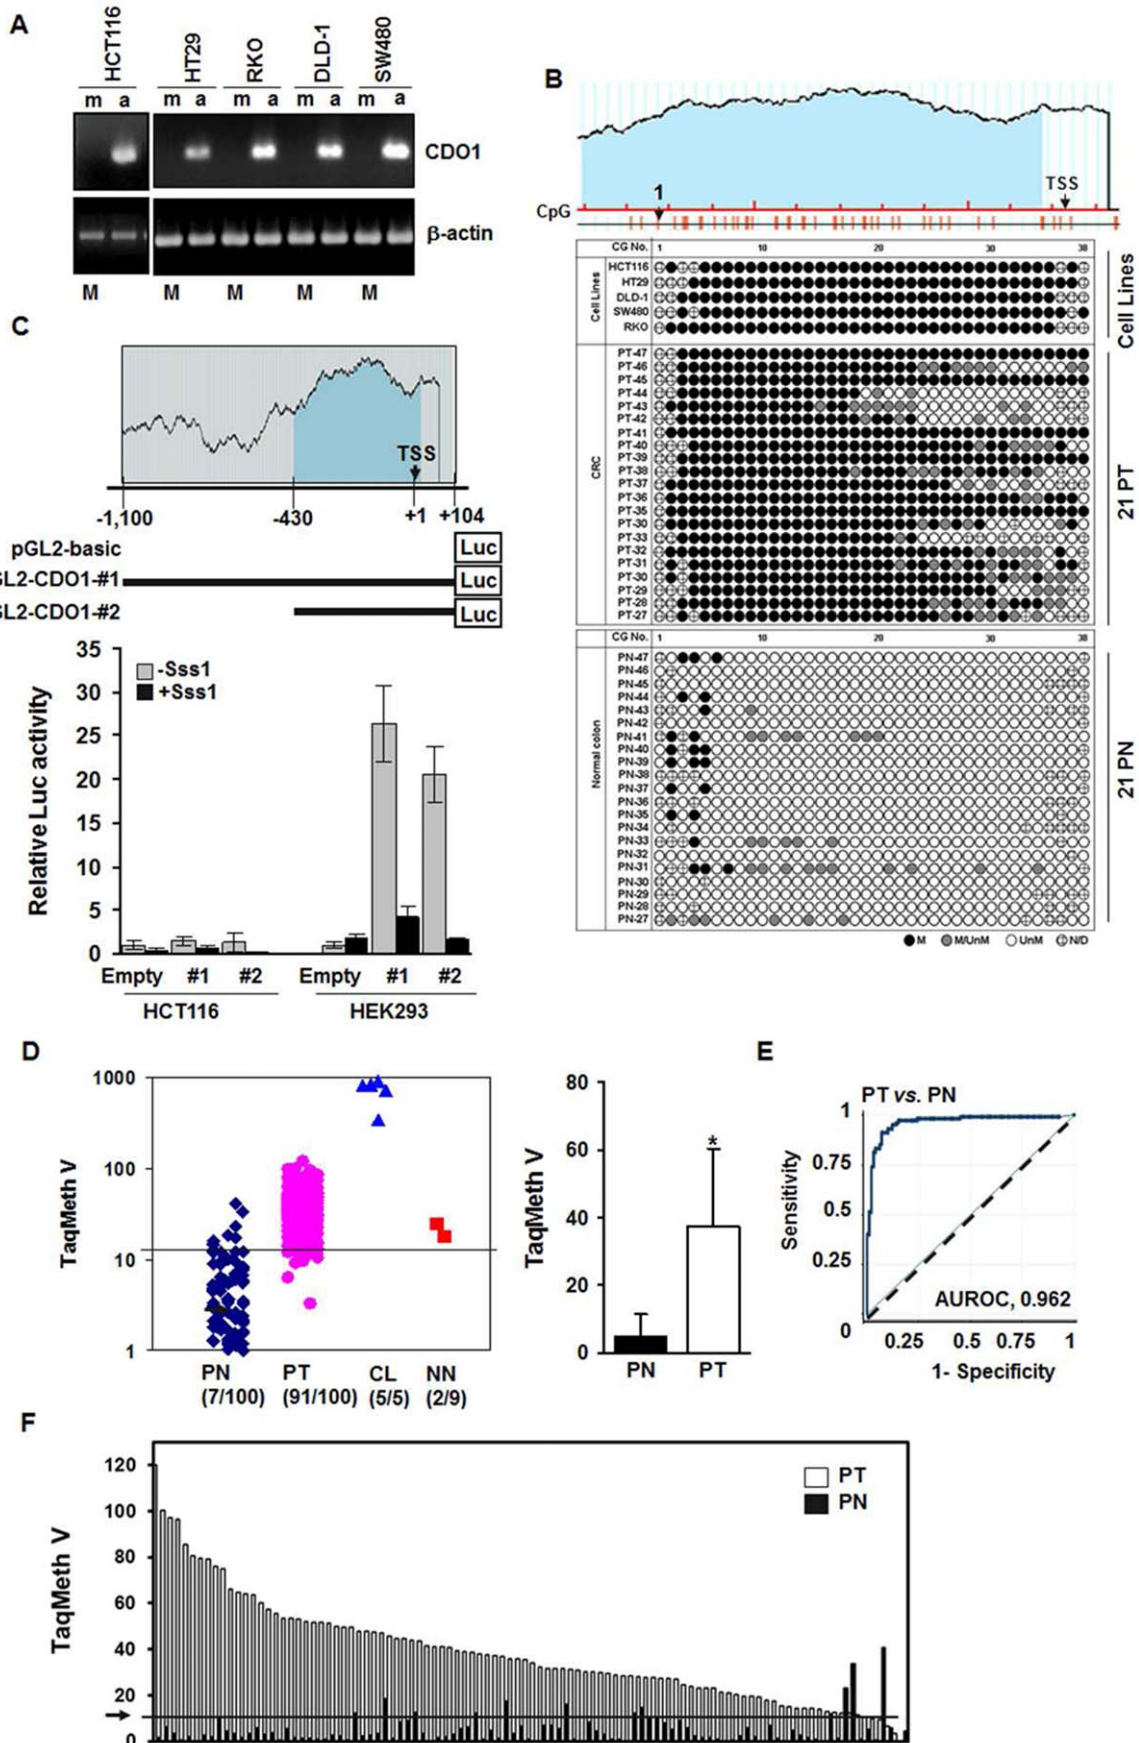 A
HCT116
HT29
RKO
DLD-1
SW480
m a m a m a m a m a
CDO1
β-actin
M M M M M
B
1
TSS
CpG
CG No. 1 10 20 30 38
Cell Lines
HCT116
HT29
DLD-1
SW480
RKO
Cell Lines
CRC
PT-47
PT-46
PT-45
PT-44
PT-43
PT-42
PT-41
PT-40
PT-39
PT-38
PT-37
PT-36
PT-35
PT-30
PT-33
PT-32
PT-31
PT-30
PT-29
PT-28
PT-27
21 PT
CG No. 1 10 20 30 38
Normal colon
PN-47
PN-46
PN-45
PN-44
PN-43
PN-42
PN-41
PN-40
PN-39
PN-38
PN-37
PN-36
PN-35
PN-34
PN-33
PN-32
PN-31
PN-30
PN-29
PN-28
PN-27
21 PN
M M/UnM UnM N/D
C
TSS
-1,100 -430 +1 +104
pGL2-basic Luc
GL2-CDO1-#1 Luc
GL2-CDO1-#2 Luc
Relative Luc activity
35
30
25
20
15
10
5
0
-Sss1
+Sss1
Empty #1 #2 Empty #1 #2
HCT116 HEK293
D
TaqMeth V
1000
100
10
1
PN PT CL NN
(7/100) (91/100) (5/5) (2/9)
TaqMeth V
80
60
40
20
0
*
PN PT
E
PT vs. PN
Sensitivity
1
0.75
0.5
0.25
0
AUROC, 0.962
0.25 0.5 0.75 1
1- Specificity
F
TaqMeth V
120
100
80
60
40
20
0
PT
PN